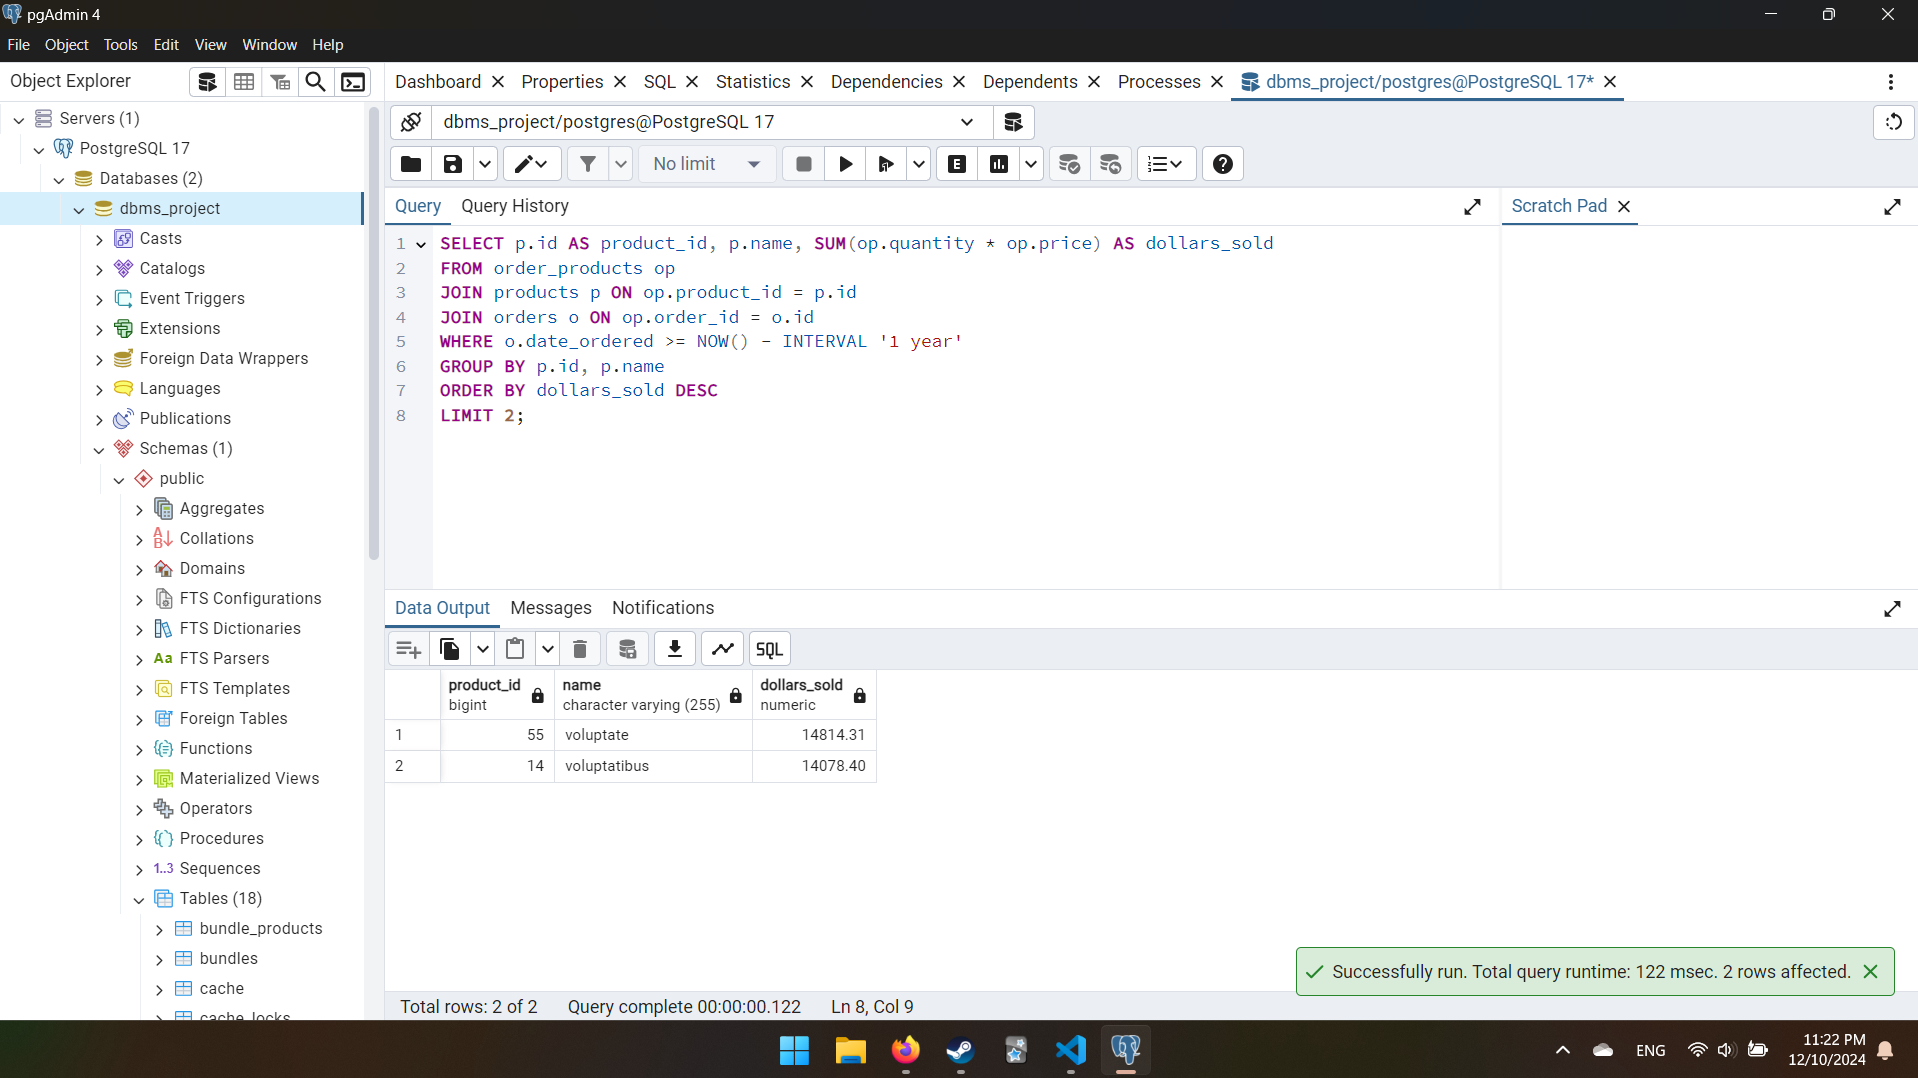 pgAdmin 4
File Object Tools Edit View Window Help
Object Explorer
Dashboard Properties SQL Statistics Dependencies Dependents Processes dbms_project/postgres@PostgreSQL 17*
Servers (1)
PostgreSQL 17
Databases (2)
dbms_project
Casts
Catalogs
Event Triggers
Extensions
Foreign Data Wrappers
Languages
Publications
Schemas (1)
public
Aggregates
Collations
Domains
FTS Configurations
FTS Dictionaries
Aa FTS Parsers
FTS Templates
Foreign Tables
Functions
Materialized Views
Operators
Procedures
1..3 Sequences
Tables (18)
bundle_products
bundles
cache
cache_locks
dbms_project/postgres@PostgreSQL 17
No limit
E
Query Query History
Scratch Pad
1 SELECT p.id AS product_id, p.name, SUM(op.quantity * op.price) AS dollars_sold
2 FROM order_products op
3 JOIN products p ON op.product_id = p.id
4 JOIN orders o ON op.order_id = o.id
5 WHERE o.date_ordered >= NOW() - INTERVAL '1 year'
6 GROUP BY p.id, p.name
7 ORDER BY dollars_sold DESC
8 LIMIT 2;
Data Output Messages Notifications
SQL
product_id name dollars_sold
bigint character varying (255) numeric
1 55 voluptate 14814.31
2 14 voluptatibus 14078.40
Successfully run. Total query runtime: 122 msec. 2 rows affected.
Total rows: 2 of 2 Query complete 00:00:00.122 Ln 8, Col 9
ENG
11:22 PM
12/10/2024